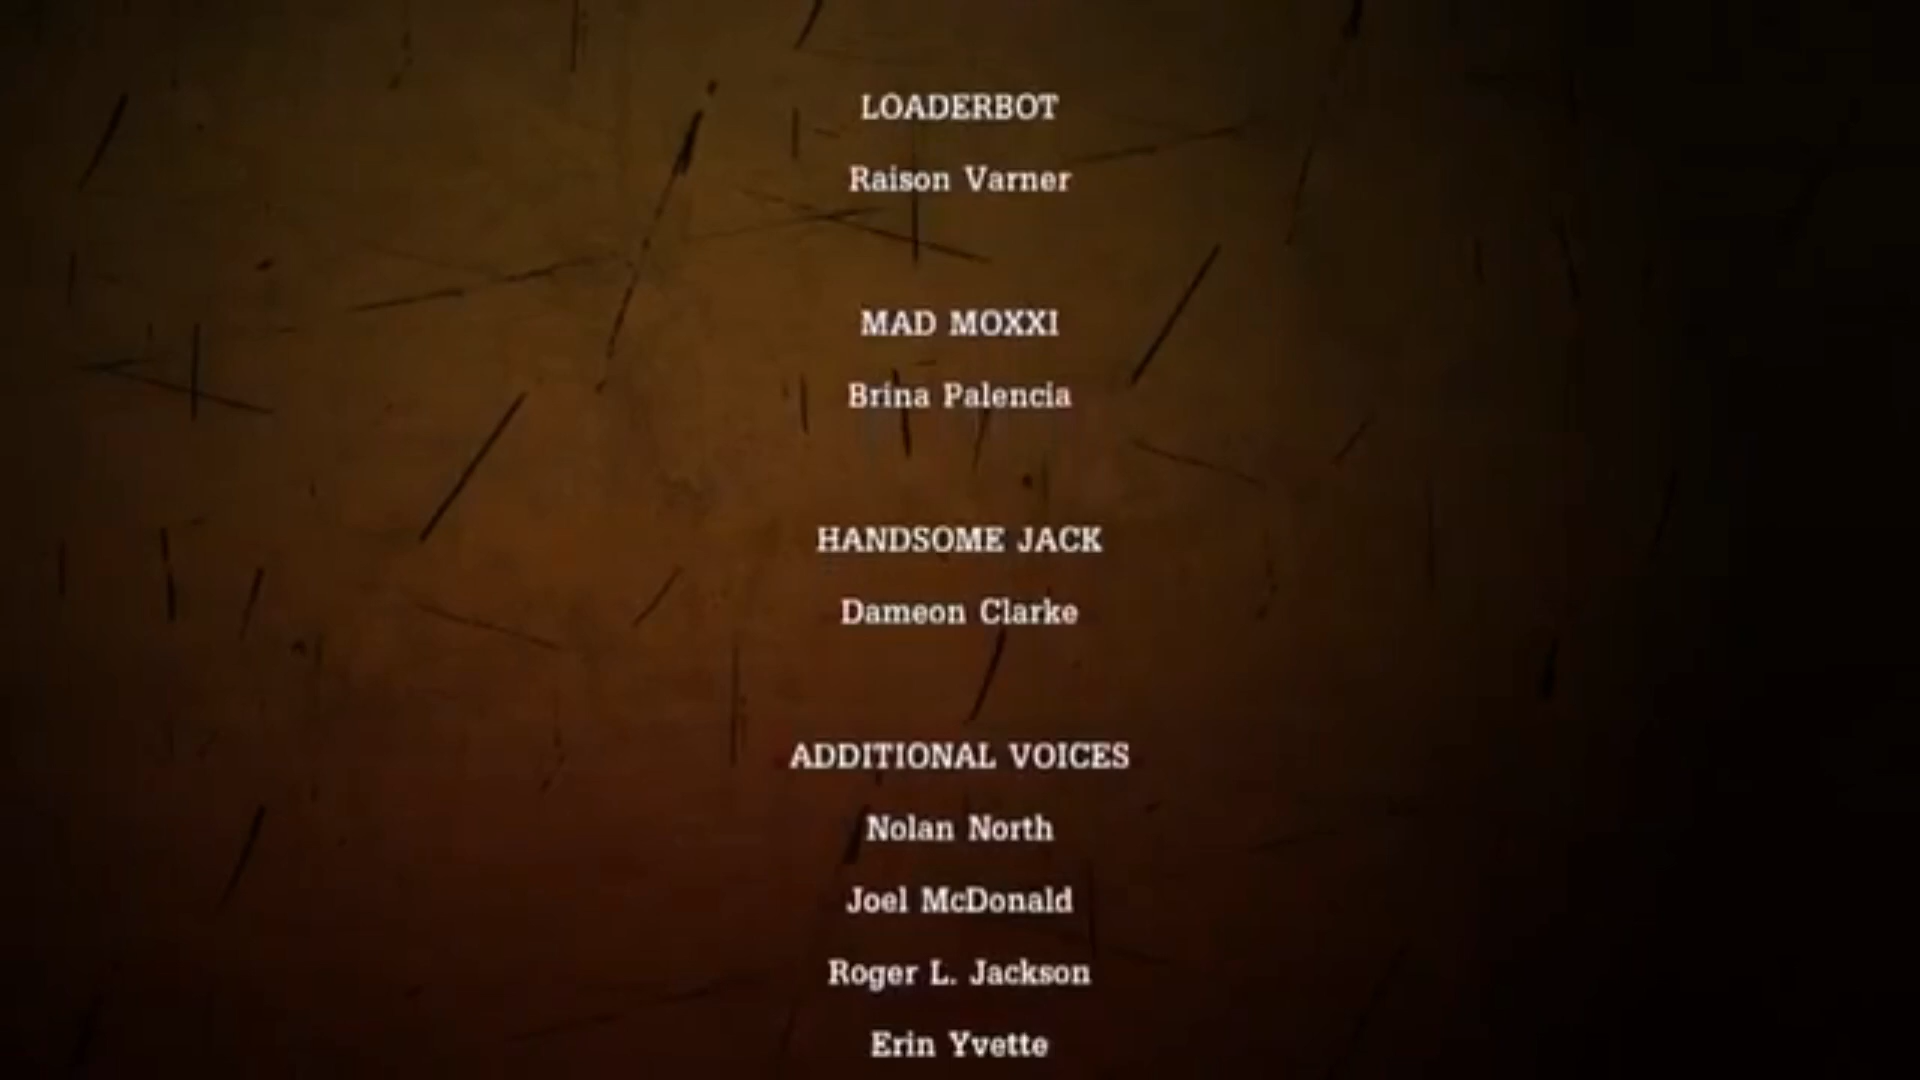 LOADERBOT
Raison Varner
MAD MOXXI
Brina Palencia
HANDSOME JACK
Dameon Clarke
ADDITIONAL VOICES
Nolan North
Joel McDonald
Roger L. Jackson
Erin Yvette